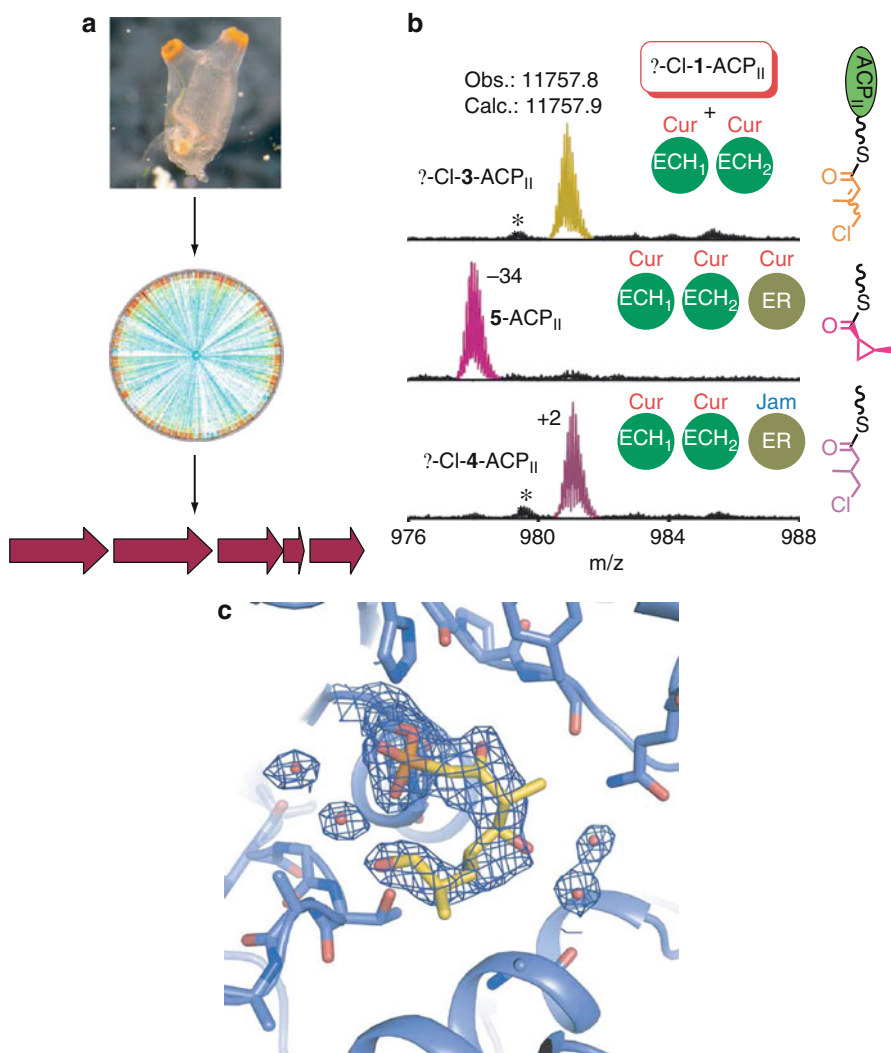 a
b
Obs.: 11757.8
Calc.: 11757.9
?-Cl-1-ACPII
+
Cur Cur
ECH1 ECH2
?-Cl-3-ACPII
*
ACPII
S
O
Cl
–34
5-ACPII
Cur Cur Cur
ECH1 ECH2 ER
S
O
+2
?-Cl-4-ACPII
*
Cur Cur Jam
ECH1 ECH2 ER
S
O
Cl
976 980 984 988
m/z
c